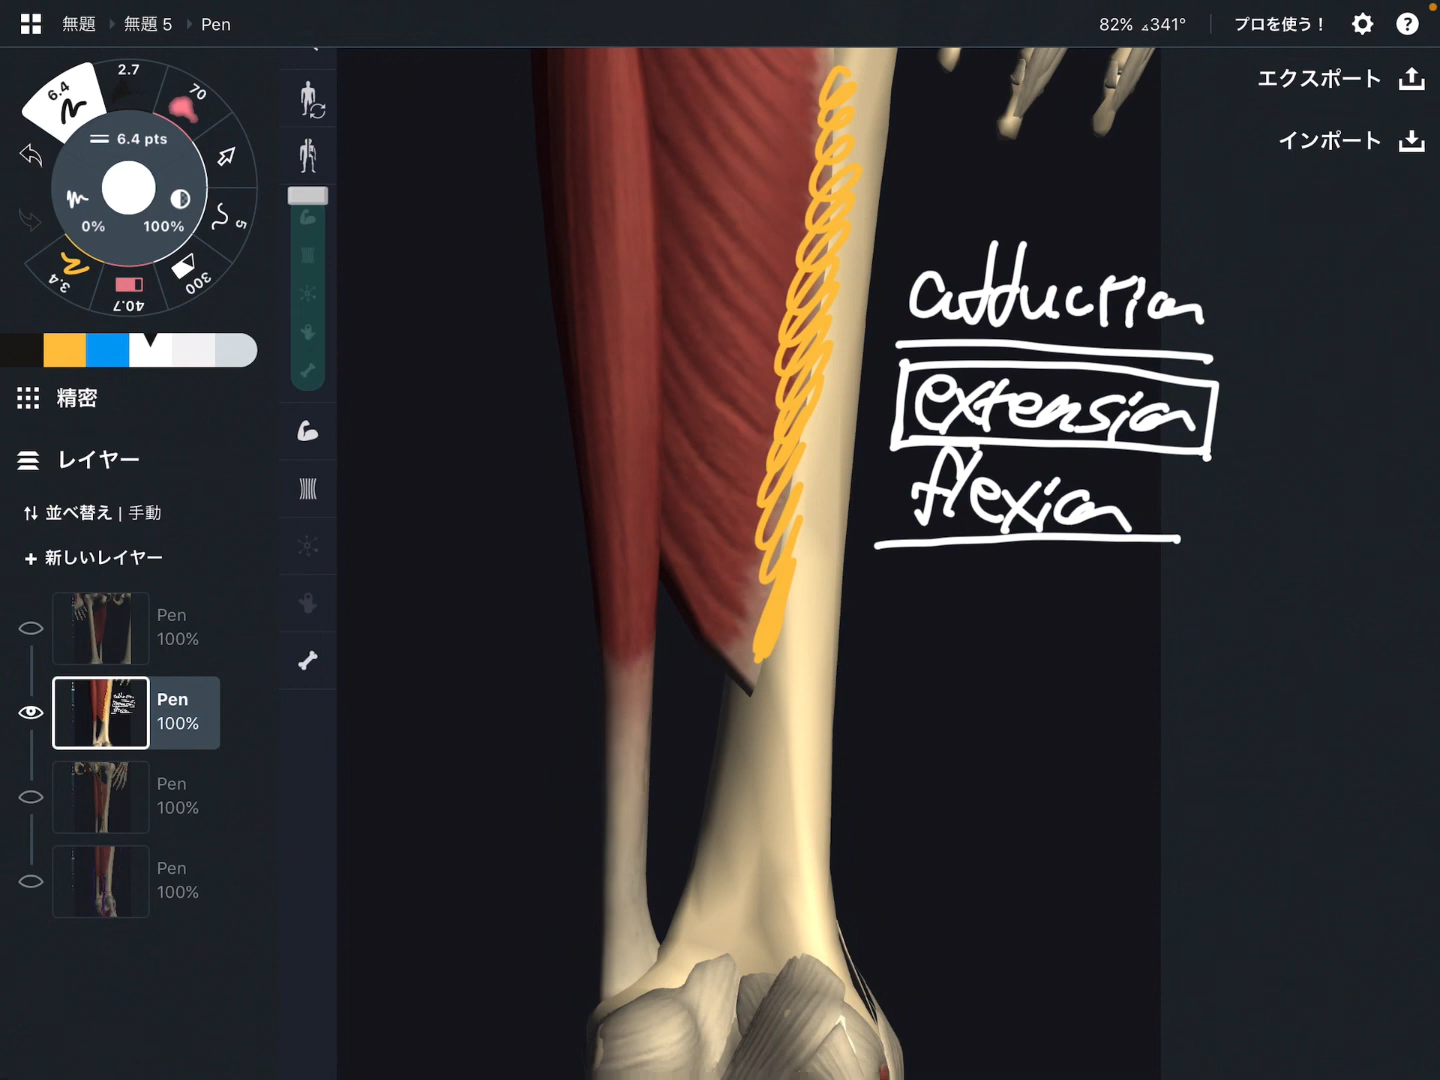 無題 無題 5 Pen
82% ⊿341° プロを使う！
エクスポート
インポート
2.7
6.4
70
6.4 pts
0% 100%
5
300
40.7
3.4
精密
レイヤー
並べ替え | 手動
+ 新しいレイヤー
Pen
100%
Pen
100%
Pen
100%
Pen
100%
adduction
extension
flexion